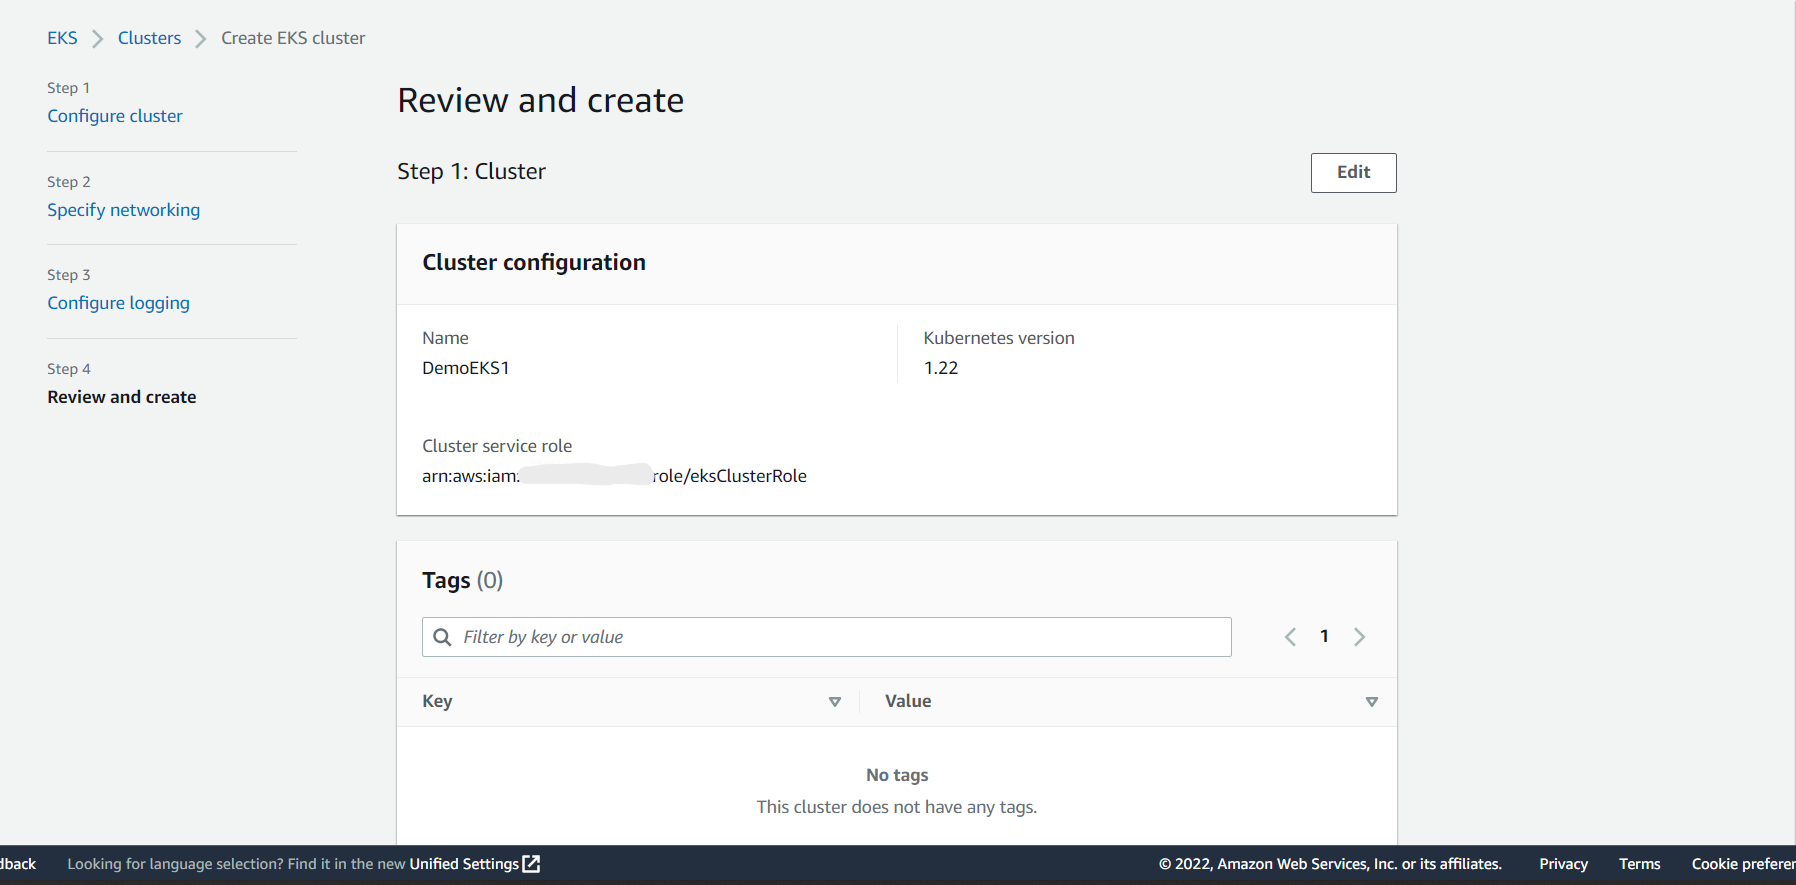 EKS Clusters Create EKS cluster
Step 1
Configure cluster
Step 2
Specify networking
Step 3
Configure logging
Step 4
Review and create
Review and create
Step 1: Cluster
Edit
Cluster configuration
Name
DemoEKS1
Kubernetes version
1.22
Cluster service role
arn:aws:iam: role/eksClusterRole
Tags (0)
Filter by key or value
1
Key Value
No tags
This cluster does not have any tags.
dback Looking for language selection? Find it in the new Unified Settings © 2022, Amazon Web Services, Inc. or its affiliates. Privacy Terms Cookie preferen